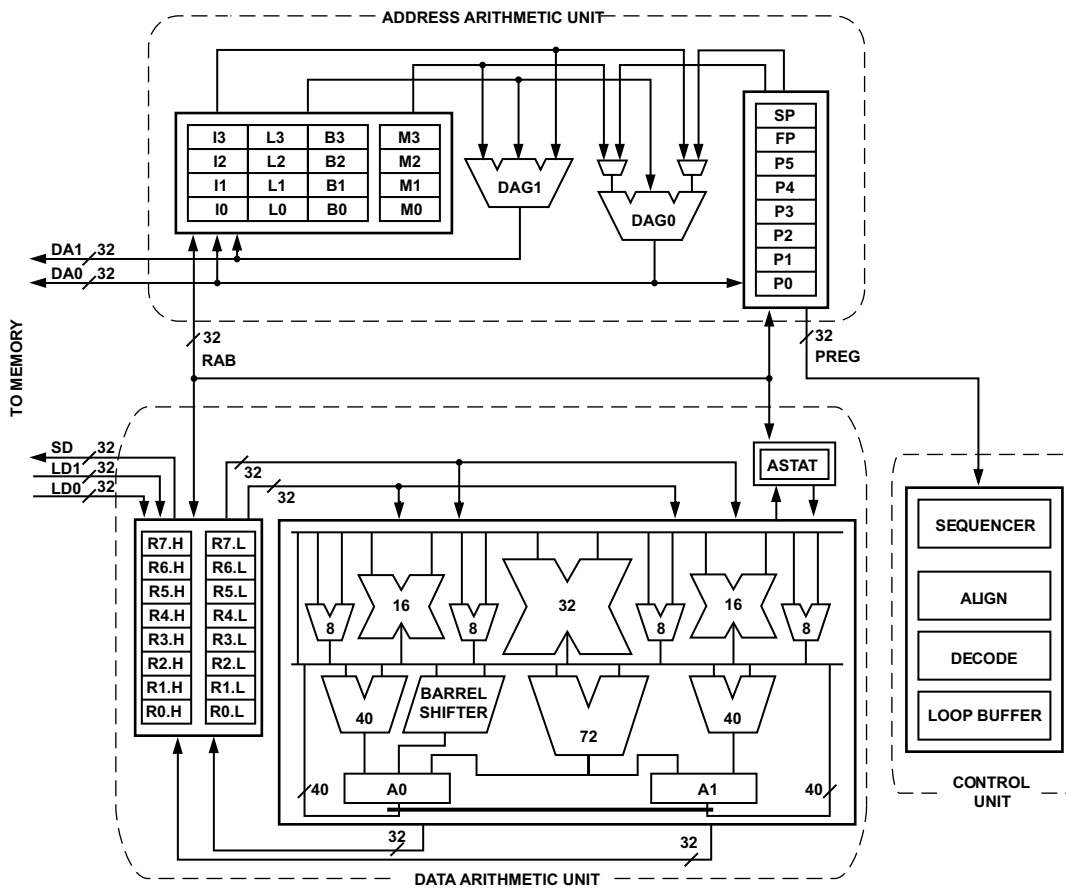 ADDRESS ARITHMETIC UNIT
I3 L3 B3 M3
I2 L2 B2 M2
I1 L1 B1 M1
I0 L0 B0 M0
DAG1
DAG0
SP
FP
P5
P4
P3
P2
P1
P0
DA1 32
DA0 32
TO MEMORY
32
RAB
32
PREG
SD 32
LD1 32
LD0 32
32
32
ASTAT
R7.H R7.L
R6.H R6.L
R5.H R5.L
R4.H R4.L
R3.H R3.L
R2.H R2.L
R1.H R1.L
R0.H R0.L
8 16 8 32 8 16 8
40
BARREL
SHIFTER
72
40
40 A0 A1 40
32
32
DATA ARITHMETIC UNIT
SEQUENCER
ALIGN
DECODE
LOOP BUFFER
CONTROL
UNIT